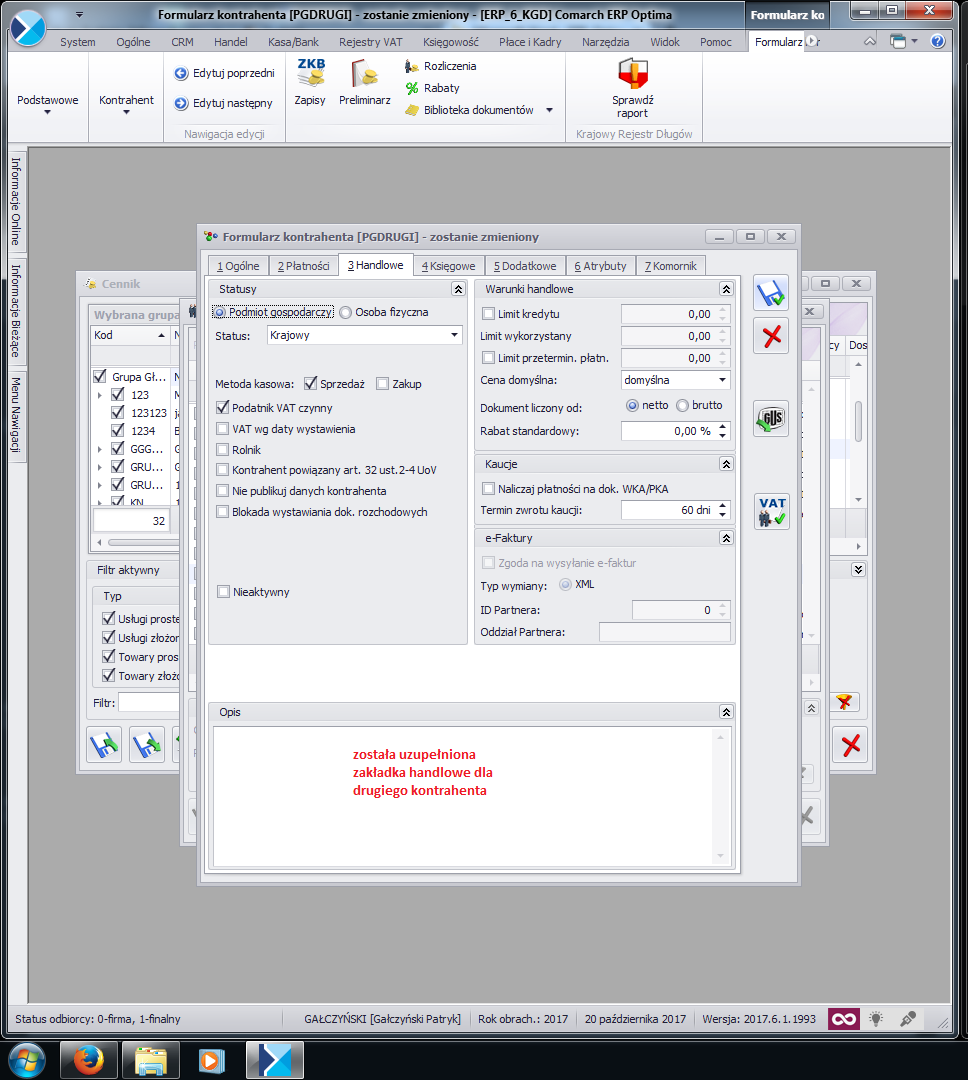 Formularz kontrahenta [PGDRUGI] - zostanie zmieniony - [ERP_6_KGD] Comarch ERP Optima
Formularz ko
System Ogólne CRM Handel Kasa/Bank Rejestry VAT Księgowość Płace i Kadry Narzędzia Widok Pomoc Formularz
Podstawowe
Kontrahent
Edytuj poprzedni
Edytuj następny
Nawigacja edycji
ZKB
Zapisy
Preliminarz
Rozliczenia
Rabaty
Biblioteka dokumentów
Sprawdź
raport
Krajowy Rejestr Długów
Informacje Online
Informacje Bieżące
Menu Nawigacji
Cennik
Wybrana grupa
Kod
Grupa Gł...
123
123123
1234
GGG...
GRU...
GRU...
KN
32
Filtr aktywny
Typ
Usługi proste
Usługi złożon
Towary pros
Towary złożo
Filtr:
Formularz kontrahenta [PGDRUGI] - zostanie zmieniony
1 Ogólne 2 Płatności 3 Handlowe 4 Księgowe 5 Dodatkowe 6 Atrybuty 7 Komornik
Statusy
Podmiot gospodarczy Osoba fizyczna
Status: Krajowy
Metoda kasowa: Sprzedaż Zakup
Podatnik VAT czynny
VAT wg daty wystawienia
Rolnik
Kontrahent powiązany art. 32 ust.2-4 UoV
Nie publikuj danych kontrahenta
Blokada wystawiania dok. rozchodowych
Nieaktywny
Warunki handlowe
Limit kredytu 0,00
Limit wykorzystany 0,00
Limit przetermin. płatn. 0,00
Cena domyślna: domyślna
Dokument liczony od: netto brutto
Rabat standardowy: 0,00 %
Kaucje
Naliczaj płatności na dok. WKA/PKA
Termin zwrotu kaucji: 60 dni
e-Faktury
Zgoda na wysyłanie e-faktur
Typ wymiany: XML
ID Partnera: 0
Oddział Partnera:
GUS
VAT
Opis
została uzupełniona
zakładka handlowe dla
drugiego kontrahenta
cy Dos
Status odbiorcy: 0-firma, 1-finalny GAŁCZYŃSKI [Gałczyński Patryk] Rok obrach.: 2017 20 października 2017 Wersja: 2017.6.1.1993